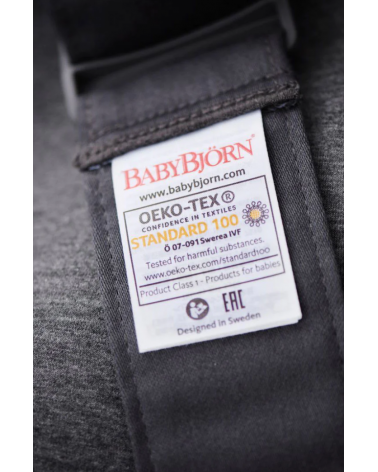 BABYBJÖRN®
www.babybjorn.com
OEKO-TEX®
CONFIDENCE IN TEXTILES
STANDARD 100
Ö 07-091 Swerea IVF
Tested for harmful substances.
www.oeko-tex.com/standard100
Product Class 1 - Products for babies
EAC
Designed in Sweden